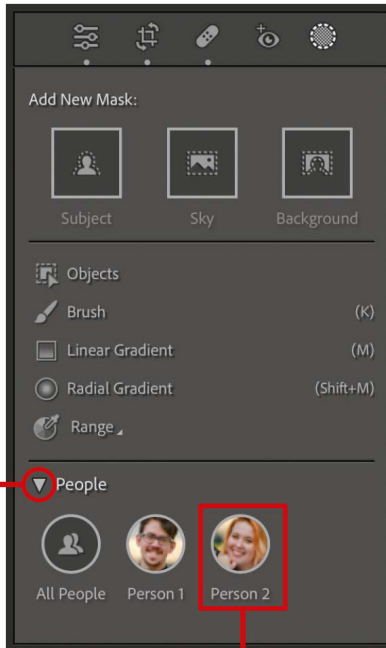 Add New Mask:
Subject Sky Background
Objects
Brush (K)
Linear Gradient (M)
Radial Gradient (Shift+M)
Range
People
All People Person 1 Person 2